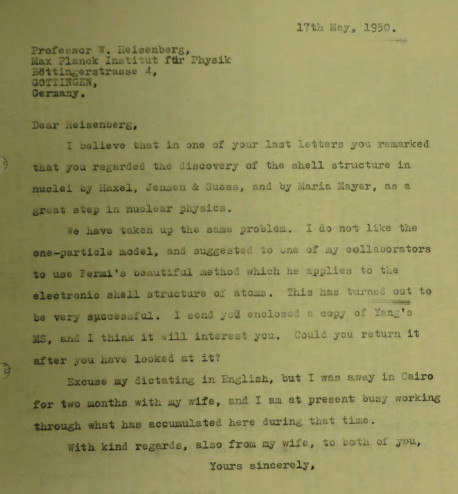 17th May, 1950.
Professor W. Heisenberg,
Max Planck Institut für Physik
Böttingerstrasse 4,
GÖTTINGEN,
Germany.
Dear Heisenberg,
I believe that in one of your last letters you remarked
that you regarded the discovery of the shell structure in
nuclei by Haxel, Jensen & Suess, and by Maria Mayer, as a
great step in nuclear physics.
We have taken up the same problem. I do not like the
one-particle model, and suggested to one of my collaborators
to use Fermi's beautiful method which he applies to the
electronic shell structure of atoms. This has turned out to
be very successful. I send you enclosed a copy of Yang's
MS, and I think it will interest you. Could you return it
after you have looked at it?
Excuse my dictating in English, but I was away in Cairo
for two months with my wife, and I am at present busy working
through what has accumulated here during that time.
With kind regards, also from my wife, to both of you,
Yours sincerely,